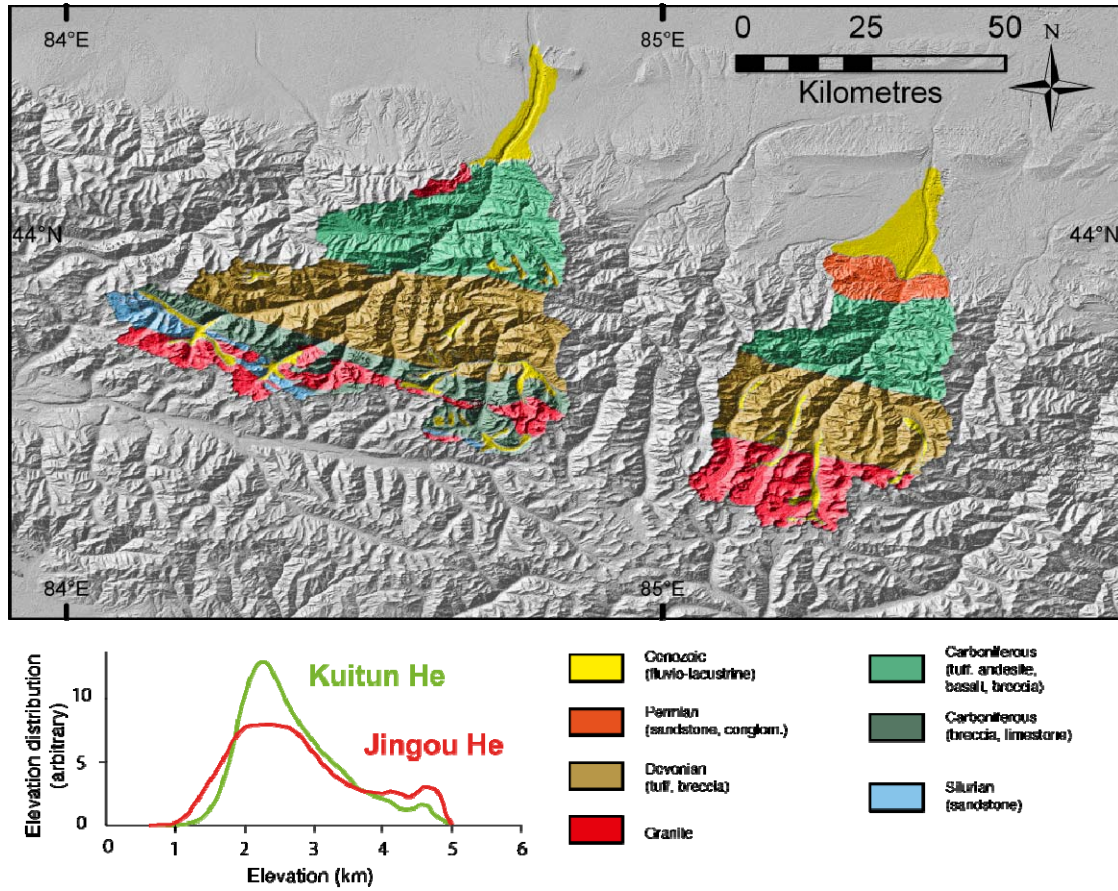 84°E
85°E
0 25 50
Kilometres
N
44°N
44°N
84°E
85°E
Elevation distribution
(arbitrary)
10
5
0
0 1 2 3 4 5 6
Elevation (km)
Kuitun He
Jingou He
Cenozoic
(fluvio-lacustrine)
Permian
(sandstone, conglom.)
Devonian
(tuff, breccia)
Granite
Carboniferous
(tuff, andesite,
basalt, breccia)
Carboniferous
(breccia, limestone)
Silurian
(sandstone)